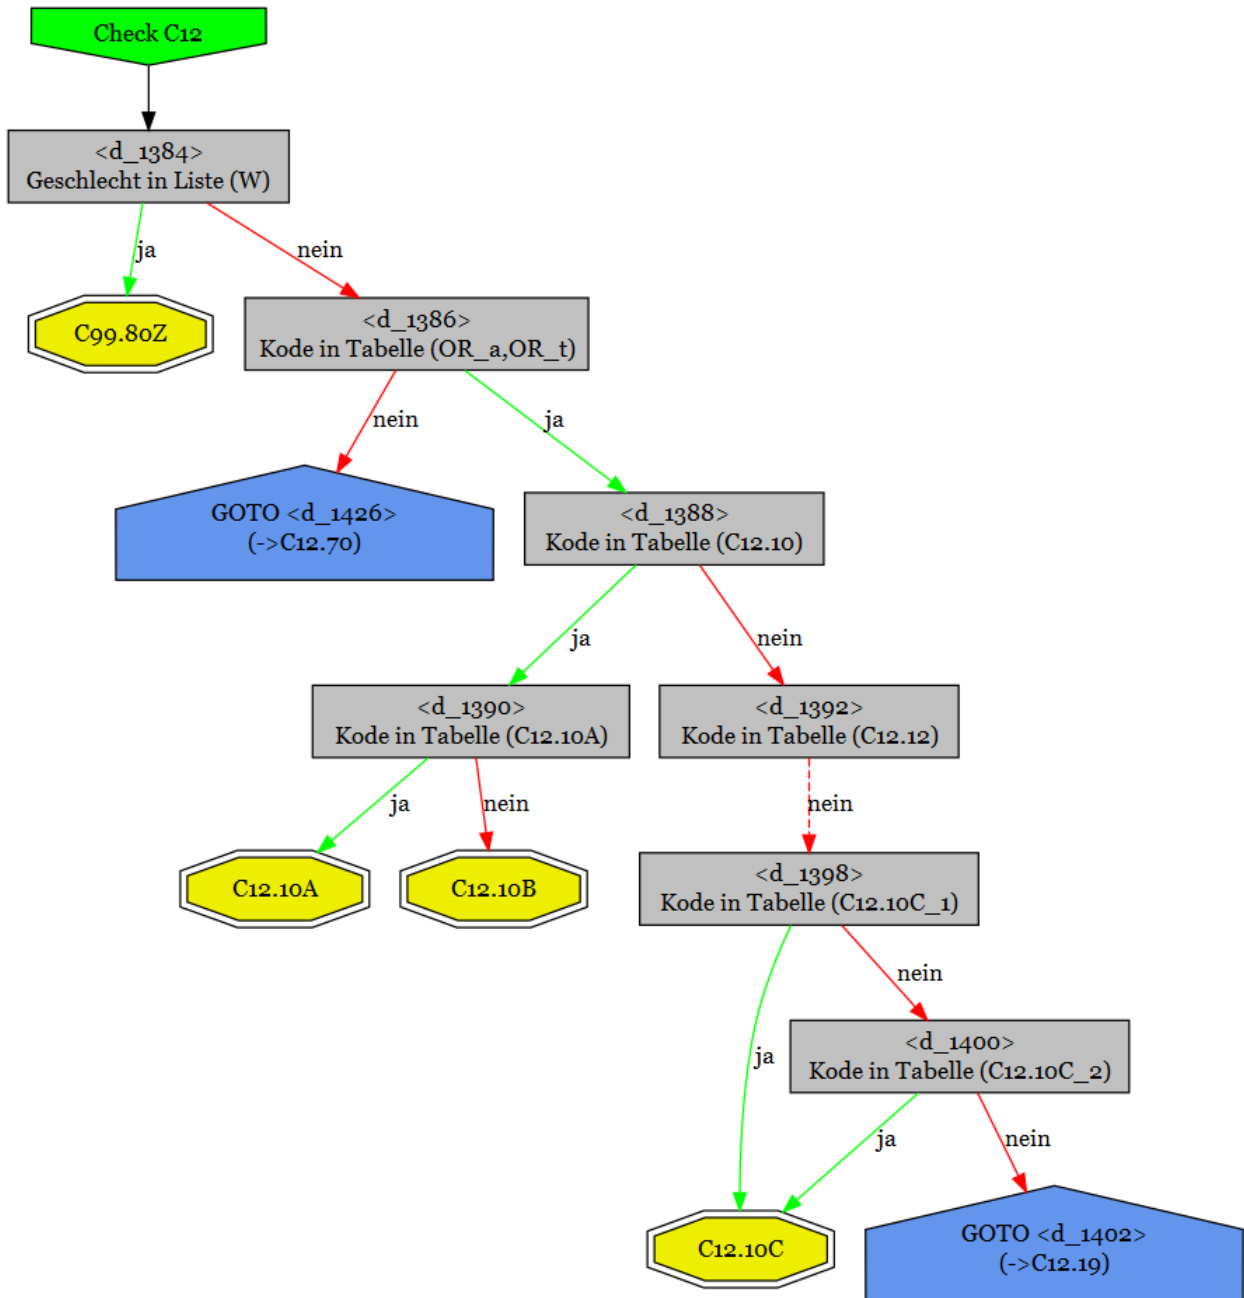 Check C12
<d_1384>
Geschlecht in Liste (W)
ja
nein
C99.80Z
<d_1386>
Kode in Tabelle (OR_a,OR_t)
nein
ja
GOTO <d_1426>
(->C12.70)
<d_1388>
Kode in Tabelle (C12.10)
ja
nein
<d_1390>
Kode in Tabelle (C12.10A)
<d_1392>
Kode in Tabelle (C12.12)
ja
nein
nein
C12.10A
C12.10B
<d_1398>
Kode in Tabelle (C12.10C_1)
nein
ja
<d_1400>
Kode in Tabelle (C12.10C_2)
ja
nein
C12.10C
GOTO <d_1402>
(->C12.19)